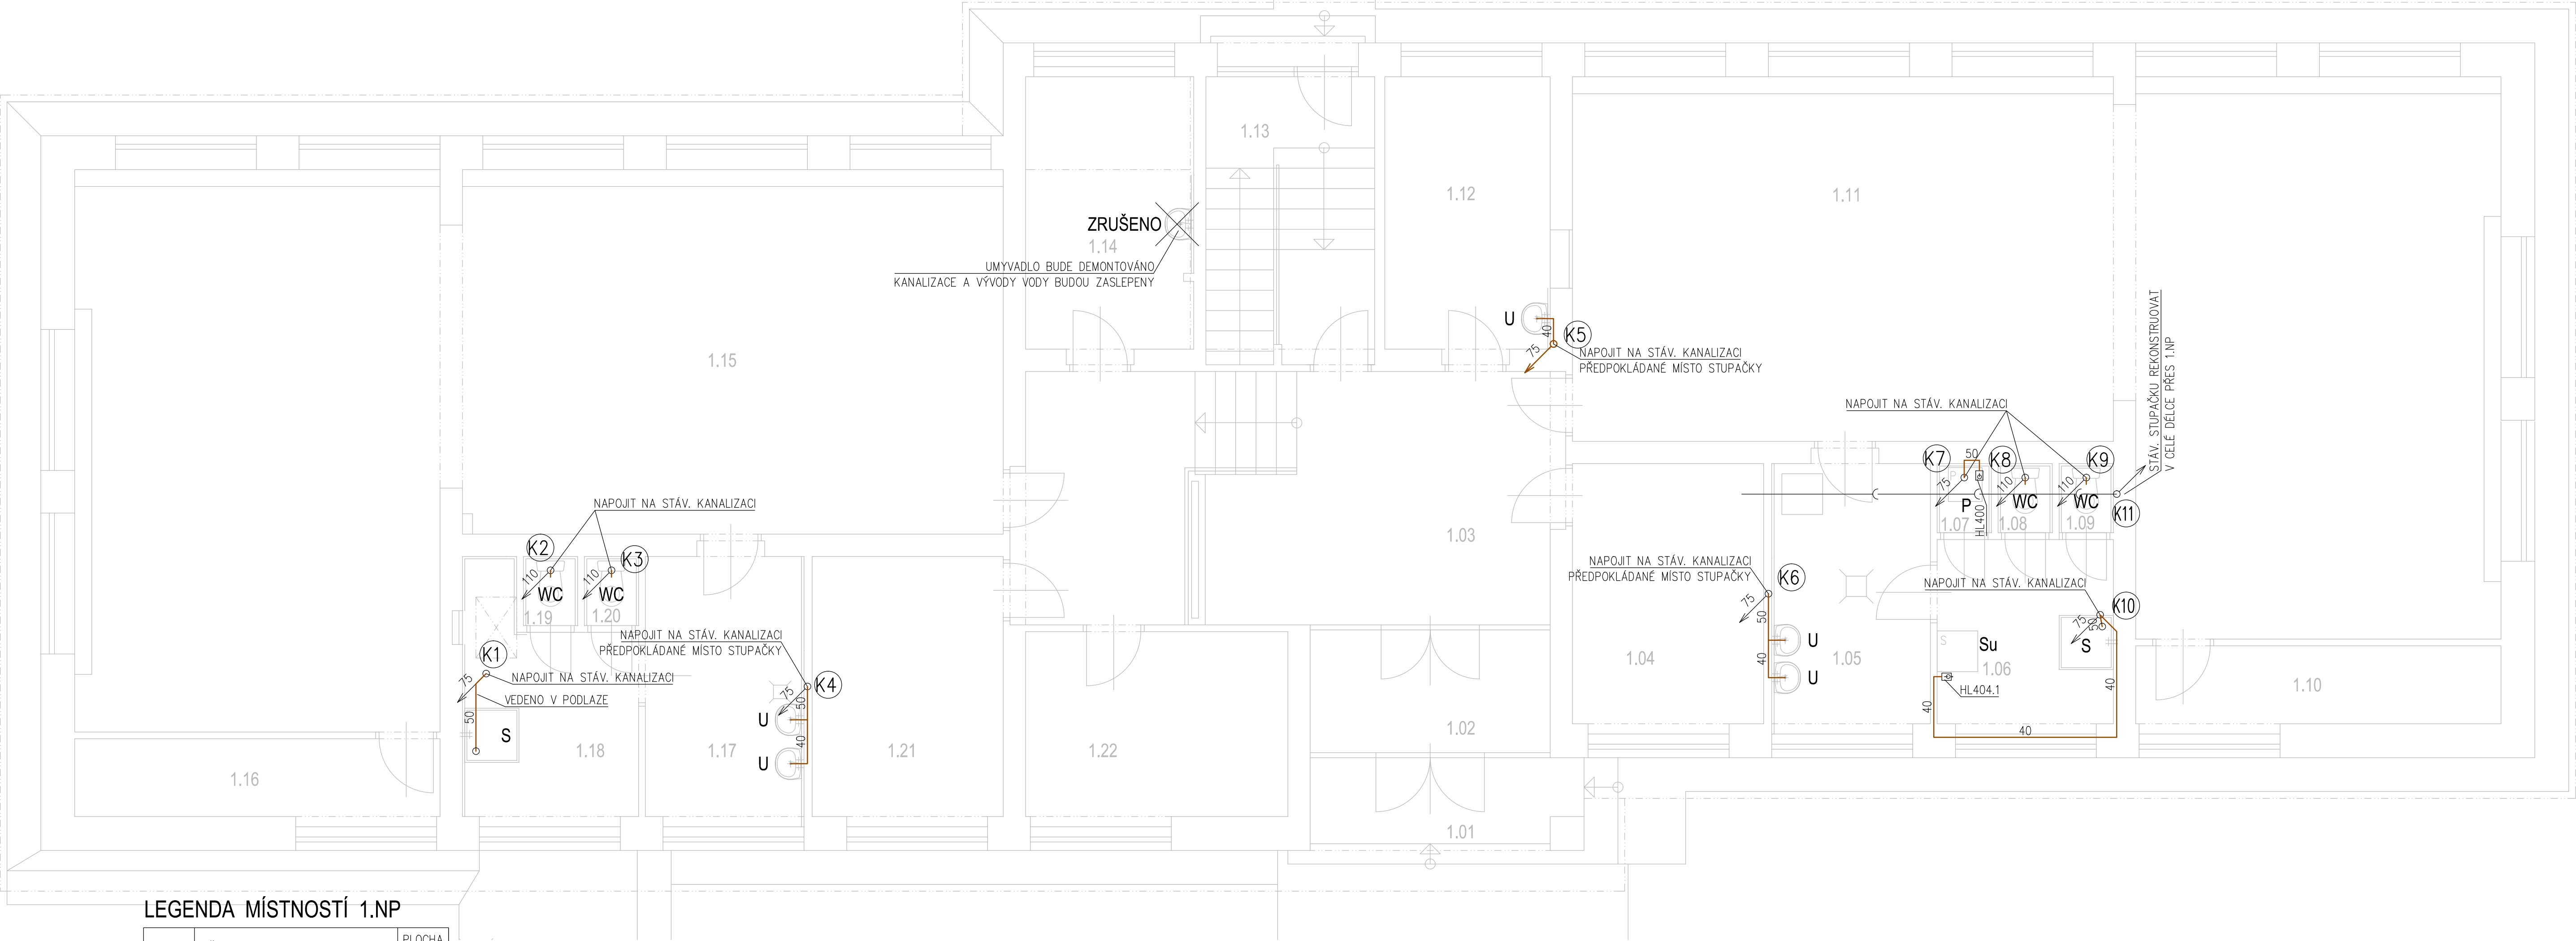 1.13
1.12
1.11
ZRUŠENO
1.14
UMYVADLO BUDE DEMONTOVÁNO
KANALIZACE A VÝVODY VODY BUDOU ZASLEPENY
U
40
K5
75
NAPOJIT NA STÁV. KANALIZACI
PŘEDPOKLÁDANÉ MÍSTO STUPAČKY
1.15
STÁV. STUPAČKU REKONSTRUOVAT
V CELÉ DÉLCE PŘES 1.NP
NAPOJIT NA STÁV. KANALIZACI
K7
50
K8
K9
P
75
110
110
P
WC
WC
K11
1.07
HL400
1.08
1.09
NAPOJIT NA STÁV. KANALIZACI
K2
K3
110
110
WC
WC
1.19
1.20
1.03
NAPOJIT NA STÁV. KANALIZACI
PŘEDPOKLÁDANÉ MÍSTO STUPAČKY
K6
75
50
40
U
U
1.04
1.05
NAPOJIT NA STÁV. KANALIZACI
K10
75
50
S
S
Su
1.06
40
HL404.1
40
40
1.10
K1
75
NAPOJIT NA STÁV. KANALIZACI
VEDENO V PODLAZE
50
S
1.18
NAPOJIT NA STÁV. KANALIZACI
PŘEDPOKLÁDANÉ MÍSTO STUPAČKY
K4
75
50
U
40
U
1.17
1.21
1.22
1.02
1.16
1.01
LEGENDA MÍSTNOSTÍ 1.NP
PLOCHA